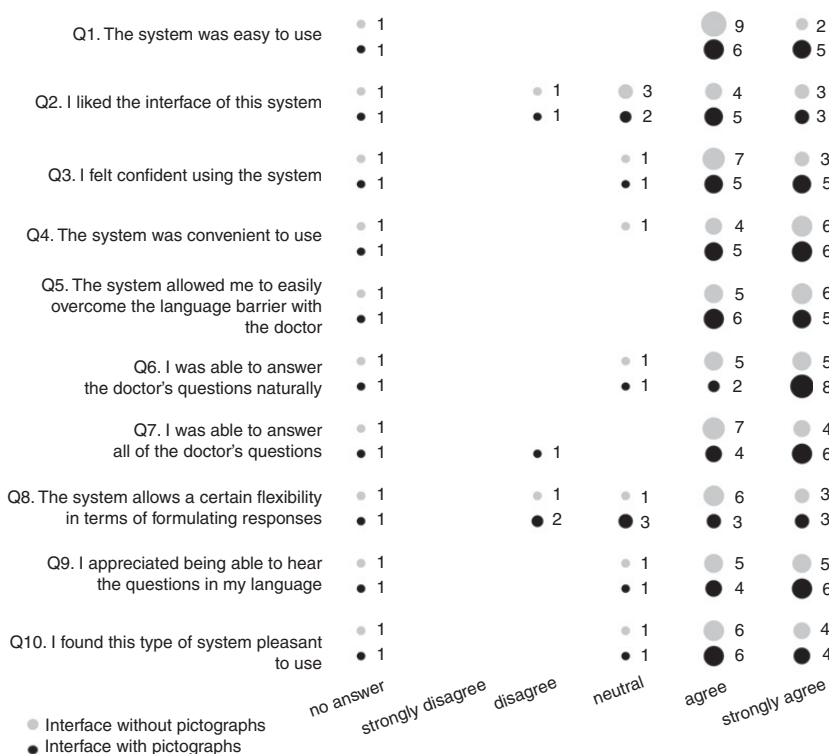 Q1. The system was easy to use
1 9 2
1 6 5
Q2. I liked the interface of this system
1 1 3 4 3
1 1 2 5 3
Q3. I felt confident using the system
1 1 7 3
1 1 5 5
Q4. The system was convenient to use
1 1 4 6
1 5 6
Q5. The system allowed me to easily
overcome the language barrier with
the doctor
1 5 6
1 6 5
Q6. I was able to answer
the doctor's questions naturally
1 1 5 5
1 1 2 8
Q7. I was able to answer
all of the doctor's questions
1 7 4
1 1 4 6
Q8. The system allows a certain flexibility
in terms of formulating responses
1 1 1 6 3
1 2 3 3 3
Q9. I appreciated being able to hear
the questions in my language
1 1 5 5
1 1 4 6
Q10. I found this type of system pleasant
to use
1 1 6 4
1 1 6 4
no answer
strongly disagree
disagree
neutral
agree
strongly agree
Interface without pictographs
Interface with pictographs